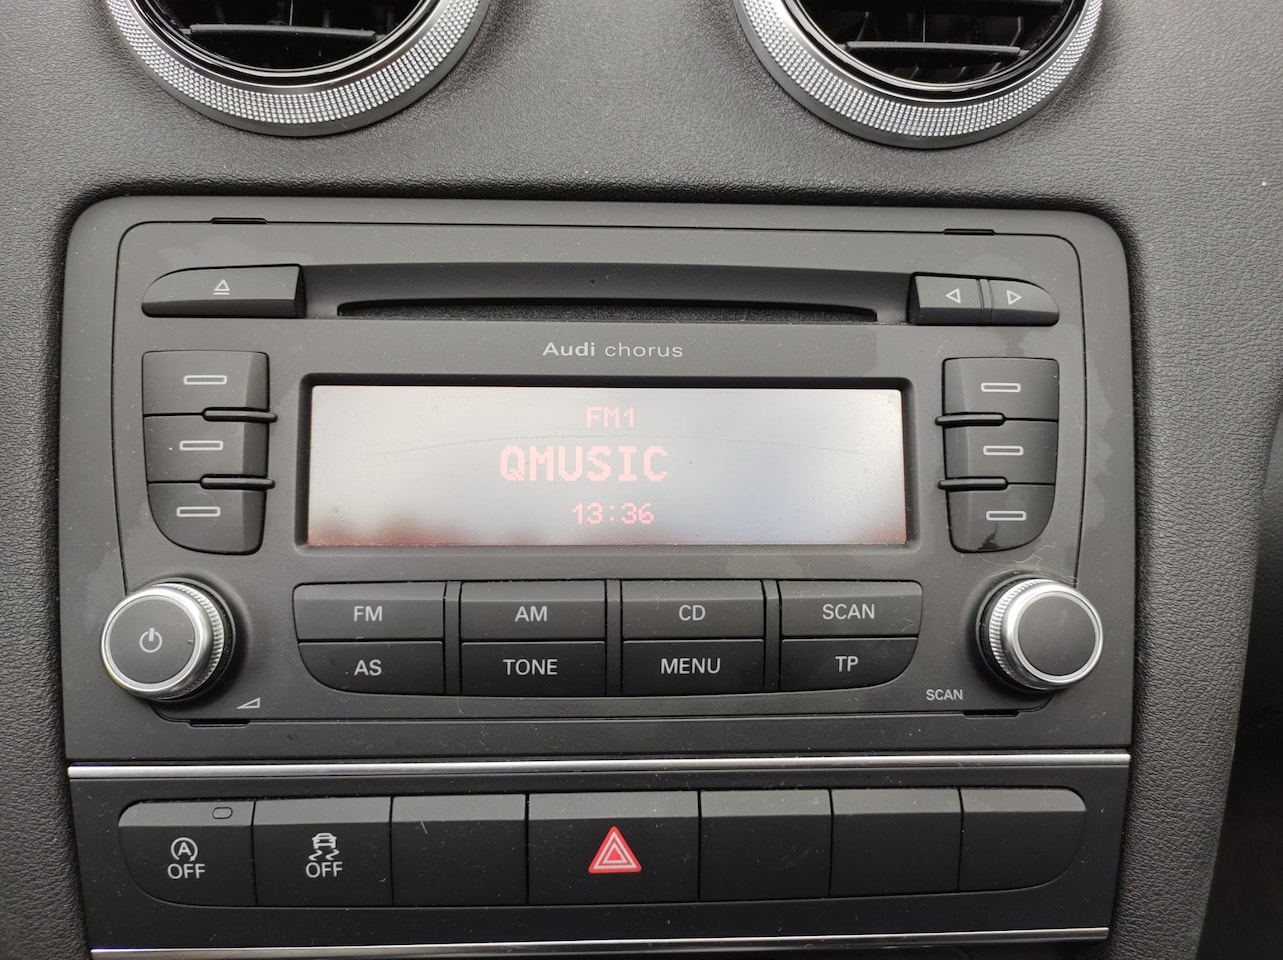 Audi chorus
FM1
QMUSIC
13:36
FM AM CD SCAN
AS TONE MENU TP
SCAN
OFF OFF